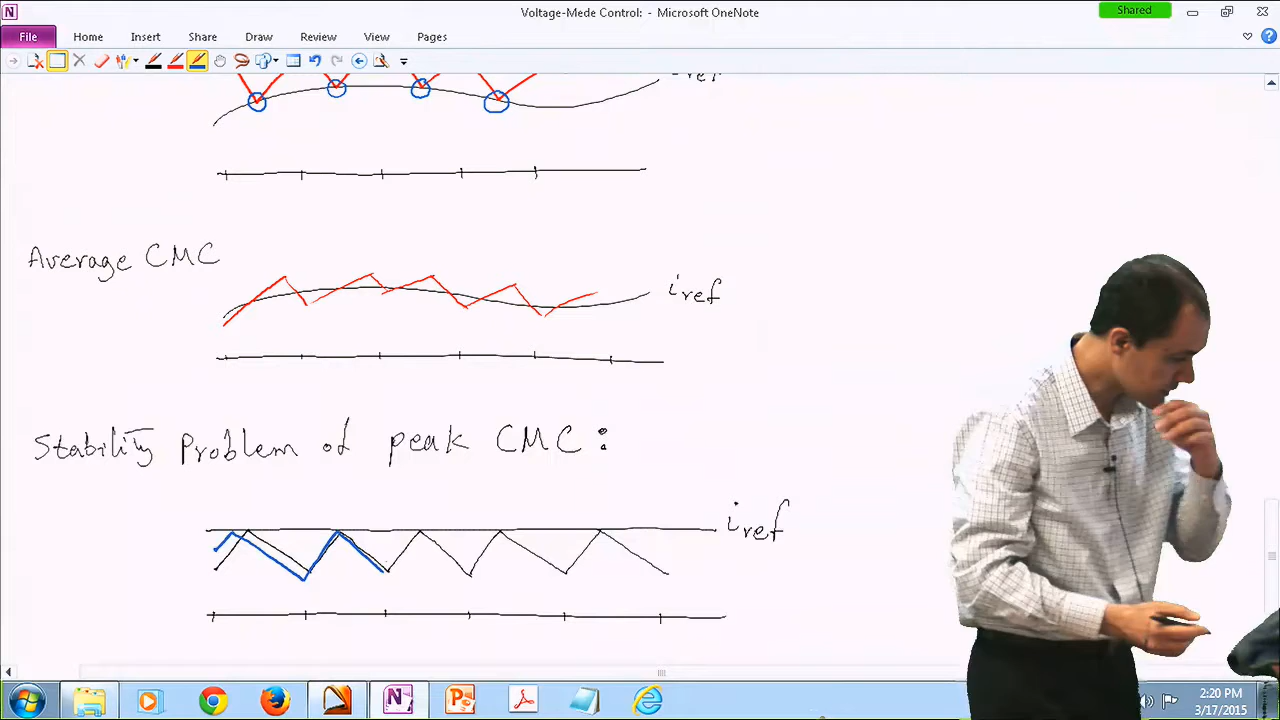 Voltage-Mede Control: - Microsoft OneNote
Shared
File Home Insert Share Draw Review View Pages
ref
Average CMC
iref
Stability Problem of peak CMC:
iref
2:20 PM
3/17/2015